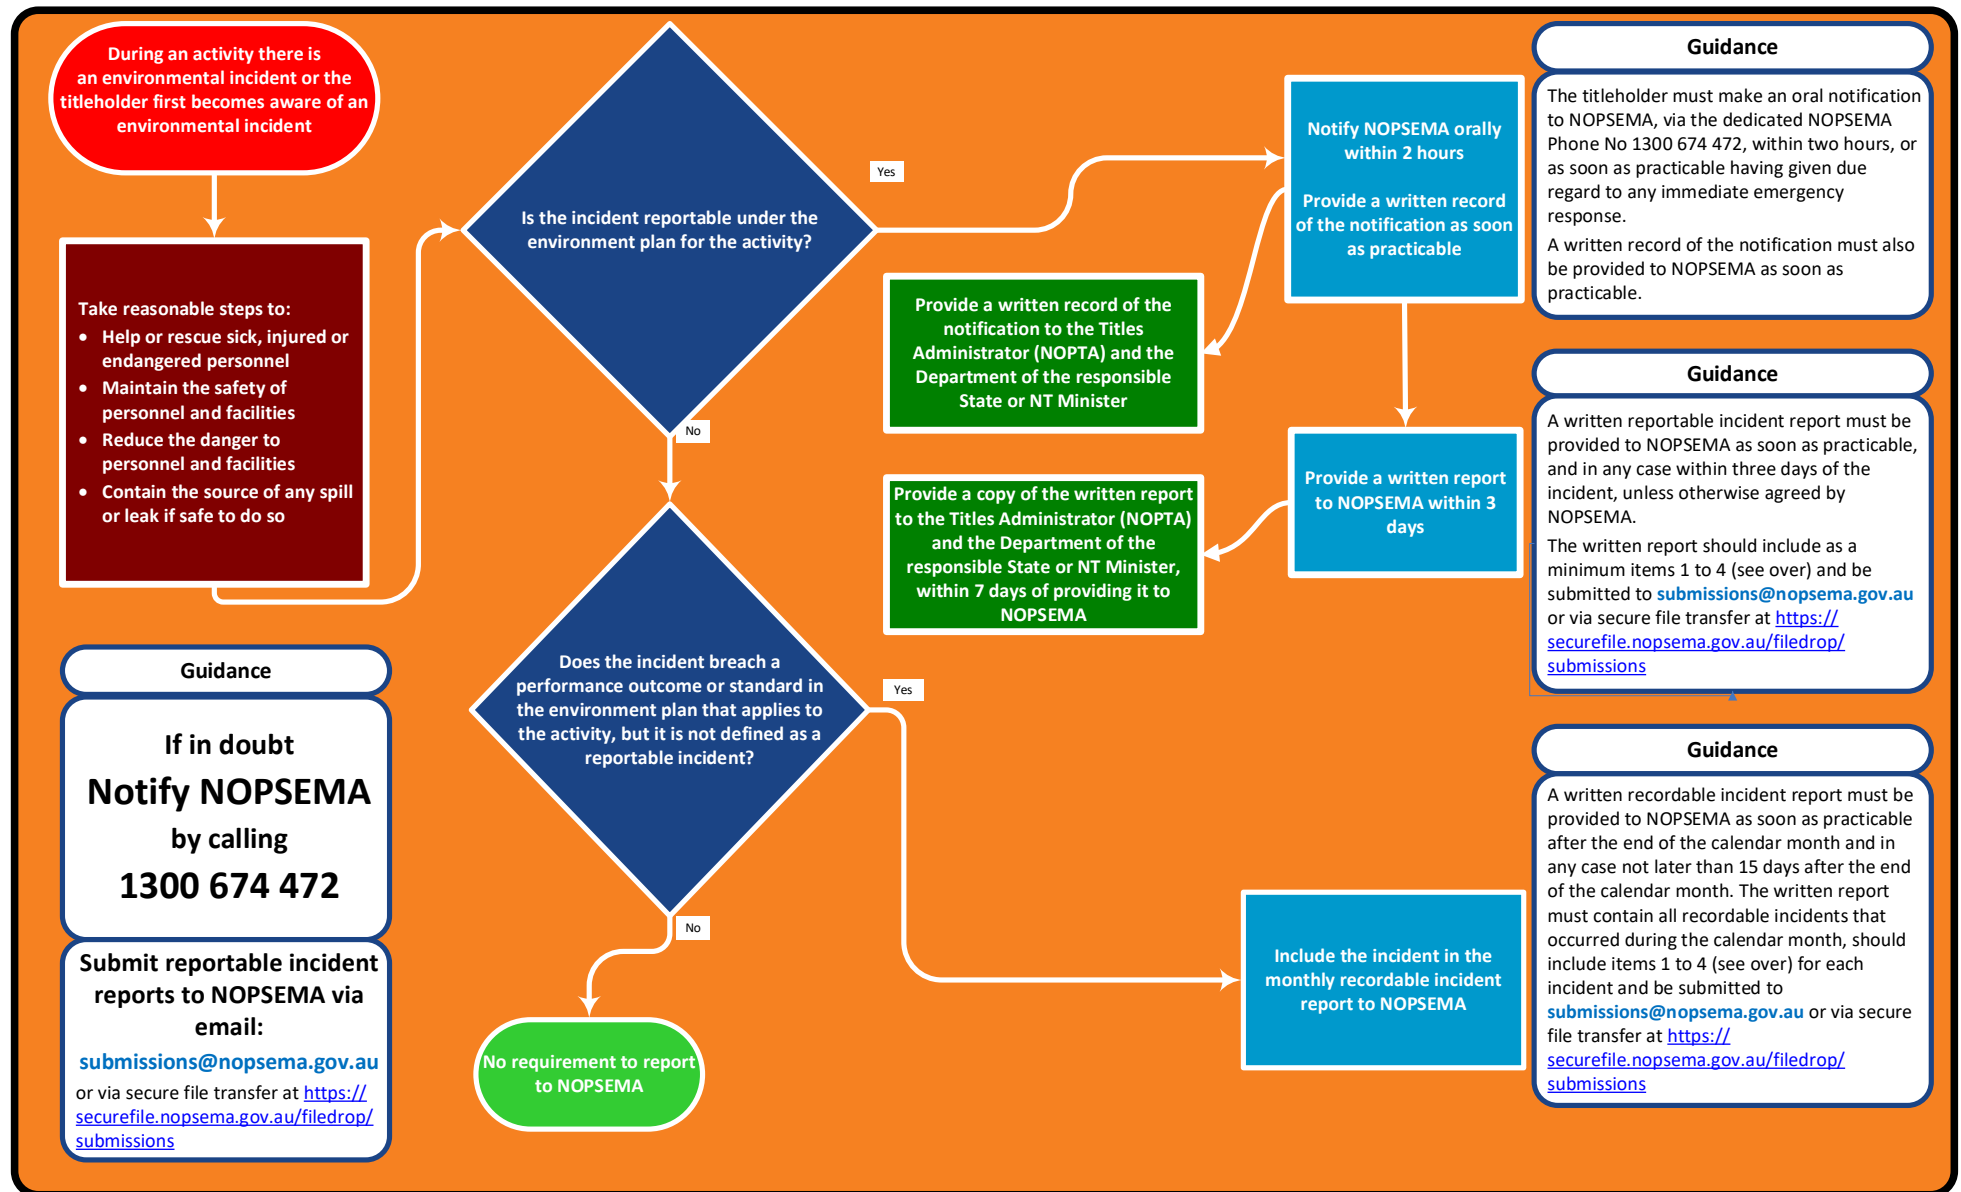 During an activity there is
an environmental incident or the
titleholder first becomes aware of an
environmental incident
Take reasonable steps to:
• Help or rescue sick, injured or
endangered personnel
• Maintain the safety of
personnel and facilities
• Reduce the danger to
personnel and facilities
• Contain the source of any spill
or leak if safe to do so
Guidance
If in doubt
Notify NOPSEMA
by calling
1300 674 472
Submit reportable incident
reports to NOPSEMA via
email:
submissions@nopsema.gov.au
or via secure file transfer at https://
securefile.nopsema.gov.au/filedrop/
submissions
Is the incident reportable under the
environment plan for the activity?
Yes
No
Does the incident breach a
performance outcome or standard in
the environment plan that applies to
the activity, but it is not defined as a
reportable incident?
Yes
No
No requirement to report
to NOPSEMA
Notify NOPSEMA orally
within 2 hours
Provide a written record
of the notification as soon
as practicable
Provide a written record of the
notification to the Titles
Administrator (NOPTA) and the
Department of the responsible
State or NT Minister
Provide a written report
to NOPSEMA within 3
days
Provide a copy of the written report
to the Titles Administrator (NOPTA)
and the Department of the
responsible State or NT Minister,
within 7 days of providing it to
NOPSEMA
Include the incident in the
monthly recordable incident
report to NOPSEMA
Guidance
The titleholder must make an oral notification
to NOPSEMA, via the dedicated NOPSEMA
Phone No 1300 674 472, within two hours, or
as soon as practicable having given due
regard to any immediate emergency
response.
A written record of the notification must also
be provided to NOPSEMA as soon as
practicable.
Guidance
A written reportable incident report must be
provided to NOPSEMA as soon as practicable,
and in any case within three days of the
incident, unless otherwise agreed by
NOPSEMA.
The written report should include as a
minimum items 1 to 4 (see over) and be
submitted to submissions@nopsema.gov.au
or via secure file transfer at https://
securefile.nopsema.gov.au/filedrop/
submissions
Guidance
A written recordable incident report must be
provided to NOPSEMA as soon as practicable
after the end of the calendar month and in
any case not later than 15 days after the end
of the calendar month. The written report
must contain all recordable incidents that
occurred during the calendar month, should
include items 1 to 4 (see over) for each
incident and be submitted to
submissions@nopsema.gov.au or via secure
file transfer at https://
securefile.nopsema.gov.au/filedrop/
submissions